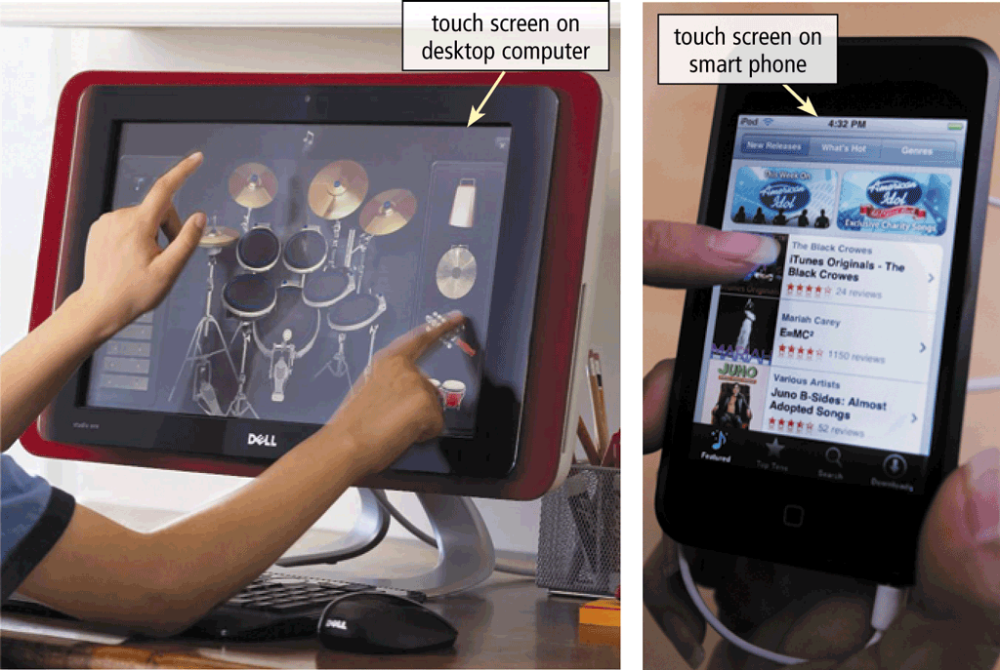 touch screen on
desktop computer
DELL
DELL
touch screen on
smart phone
iPod
4:32 PM
New Releases
What's Hot
Genres
This Week On
American
Idol
American
Idol
Exclusive Charity Songs
The Black Crowes
iTunes Originals - The
Black Crowes
24 reviews
Mariah Carey
E=MC²
1150 reviews
MARIAH
JUNO
Various Artists
Juno B-Sides: Almost
Adopted Songs
52 reviews
Featured
Top Tens
Search
Downloads